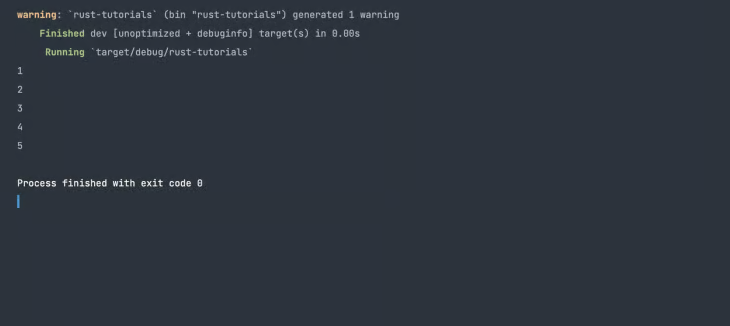 warning: `rust-tutorials` (bin "rust-tutorials") generated 1 warning
Finished dev [unoptimized + debuginfo] target(s) in 0.00s
Running `target/debug/rust-tutorials`
1
2
3
4
5
Process finished with exit code 0